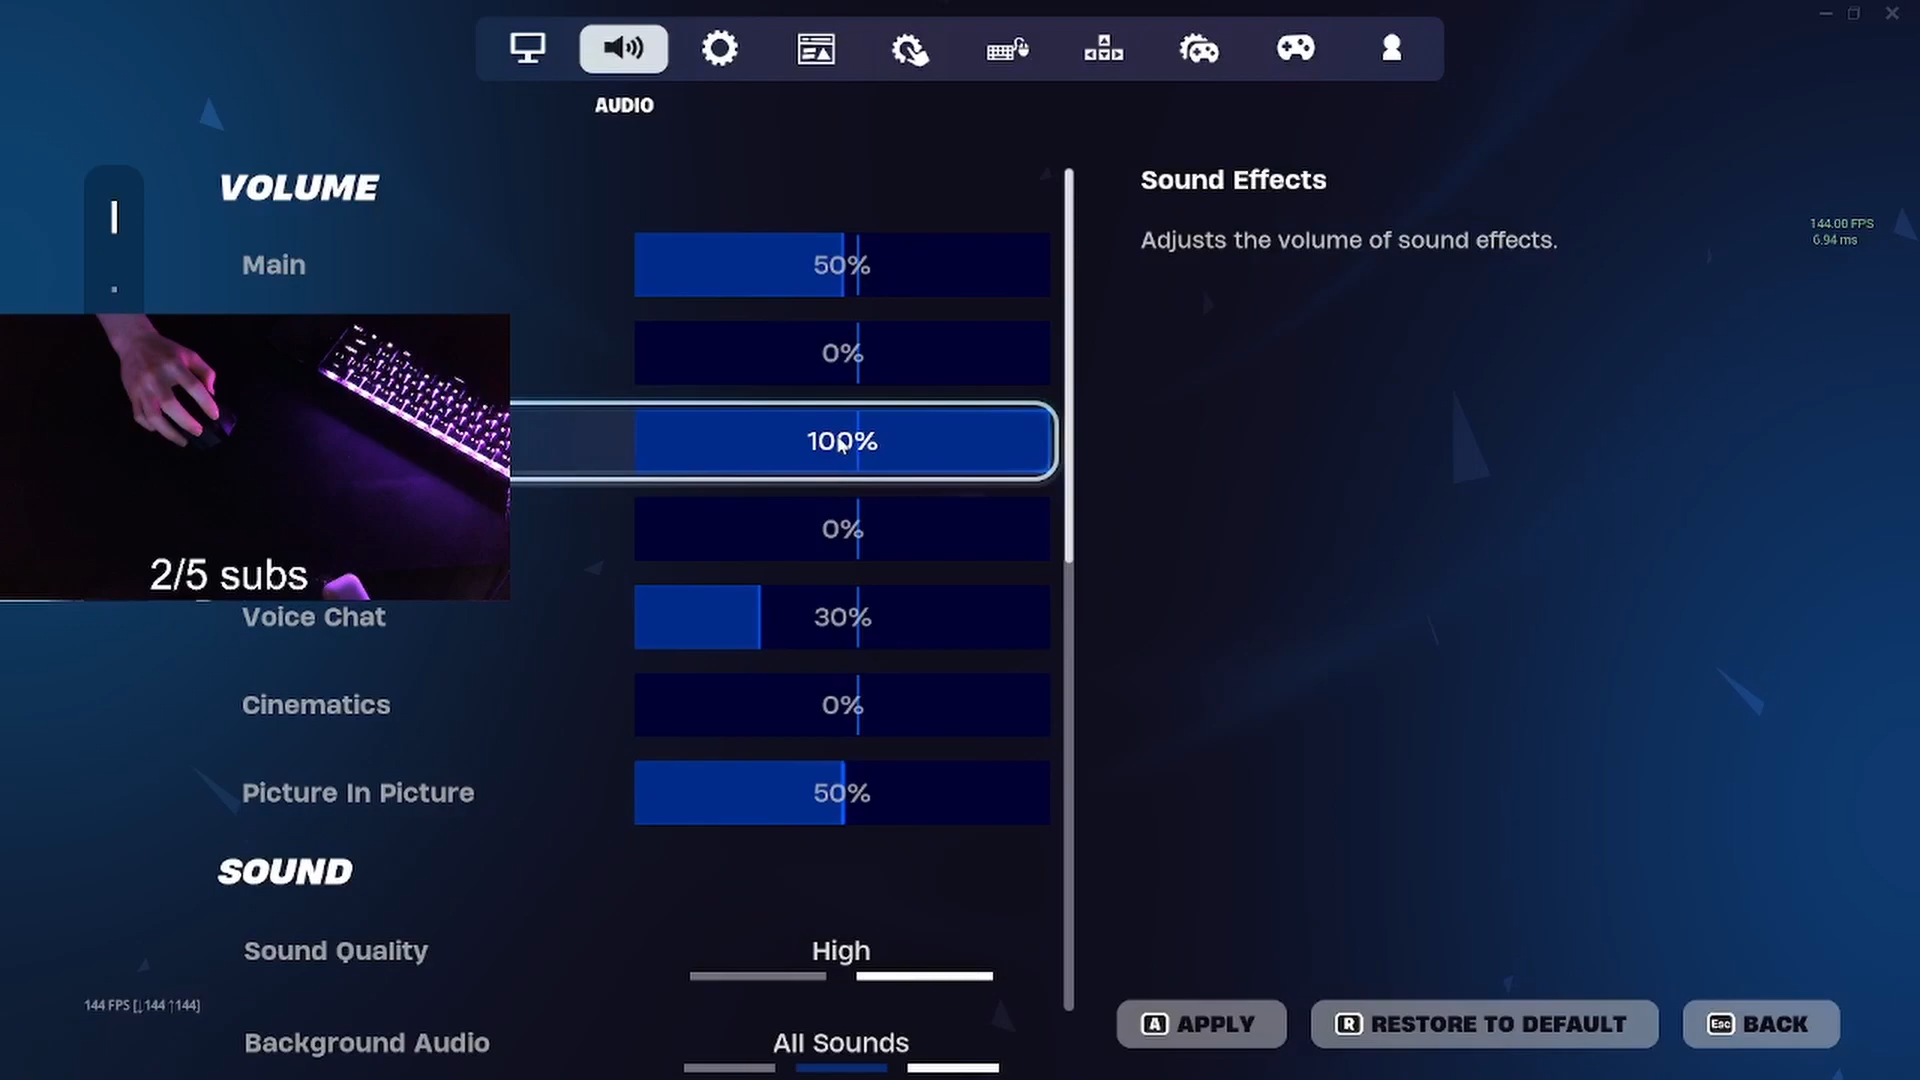 AUDIO
VOLUME
Sound Effects
Adjusts the volume of sound effects.
144.00 FPS
6.94 ms
Main
50%
0%
100%
0%
2/5 subs
Voice Chat
30%
Cinematics
0%
Picture In Picture
50%
SOUND
Sound Quality
High
144 FPS [↓144 ↑144]
A APPLY
R RESTORE TO DEFAULT
Esc BACK
Background Audio
All Sounds